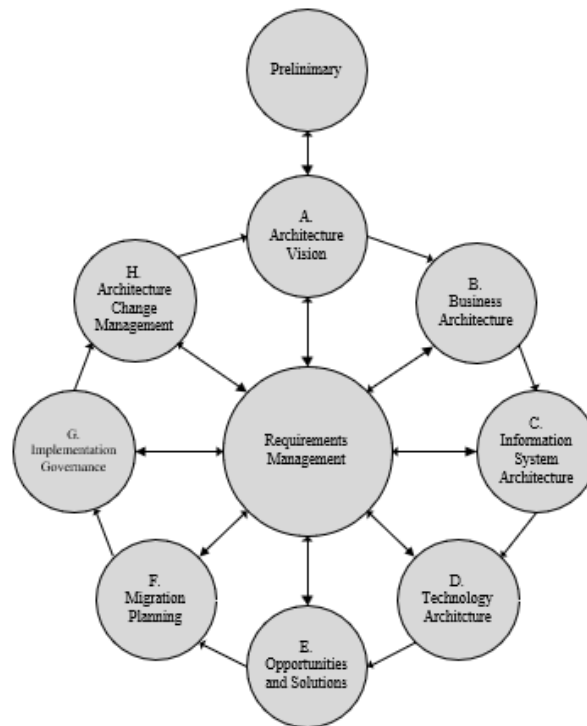 Prelinimary
A.
Architecture
Vision
B.
Business
Architecture
C.
Information
System
Architecture
D.
Technology
Architcture
E.
Opportunities
and Solutions
F.
Migration
Planning
G.
Implementation
Governance
H.
Architecture
Change
Management
Requirements
Management